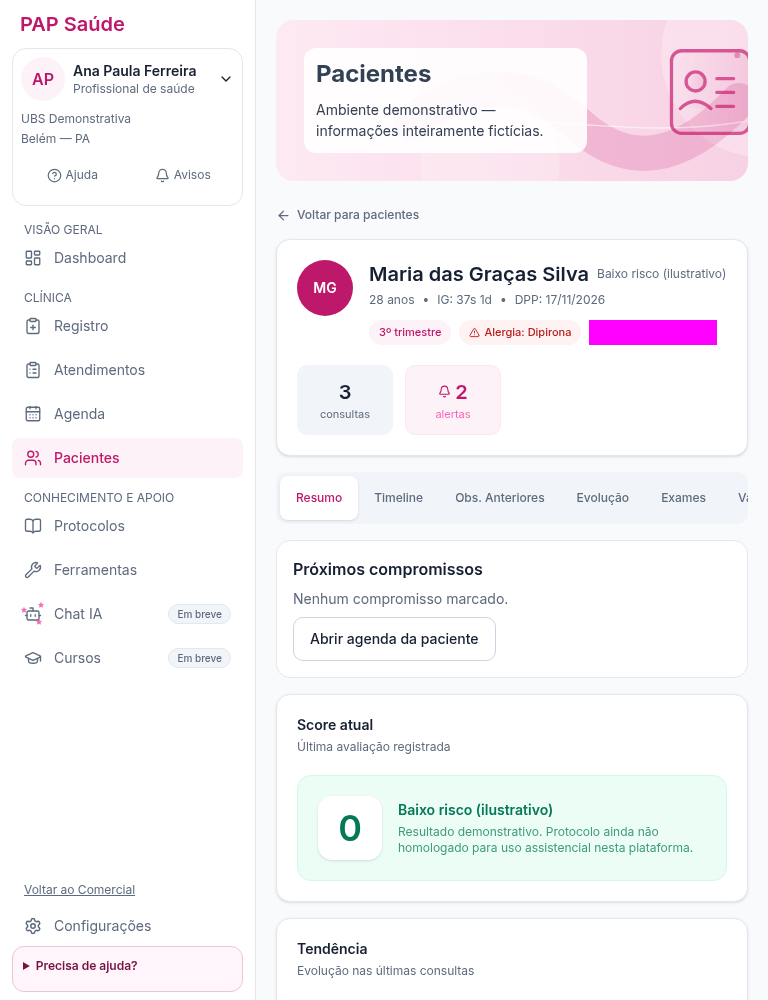 PAP Saúde
AP
Ana Paula Ferreira
Profissional de saúde
UBS Demonstrativa
Belém — PA
Ajuda
Avisos
VISÃO GERAL
Dashboard
CLÍNICA
Registro
Atendimentos
Agenda
Pacientes
CONHECIMENTO E APOIO
Protocolos
Ferramentas
Chat IA
Em breve
Cursos
Em breve
Voltar ao Comercial
Configurações
Precisa de ajuda?
Pacientes
Ambiente demonstrativo —
informações inteiramente fictícias.
Voltar para pacientes
MG
Maria das Graças Silva
Baixo risco (ilustrativo)
28 anos • IG: 37s 1d • DPP: 17/11/2026
3º trimestre
Alergia: Dipirona
3
consultas
2
alertas
Resumo
Timeline
Obs. Anteriores
Evolução
Exames
Próximos compromissos
Nenhum compromisso marcado.
Abrir agenda da paciente
Score atual
Última avaliação registrada
0
Baixo risco (ilustrativo)
Resultado demonstrativo. Protocolo ainda não
homologado para uso assistencial nesta plataforma.
Tendência
Evolução nas últimas consultas